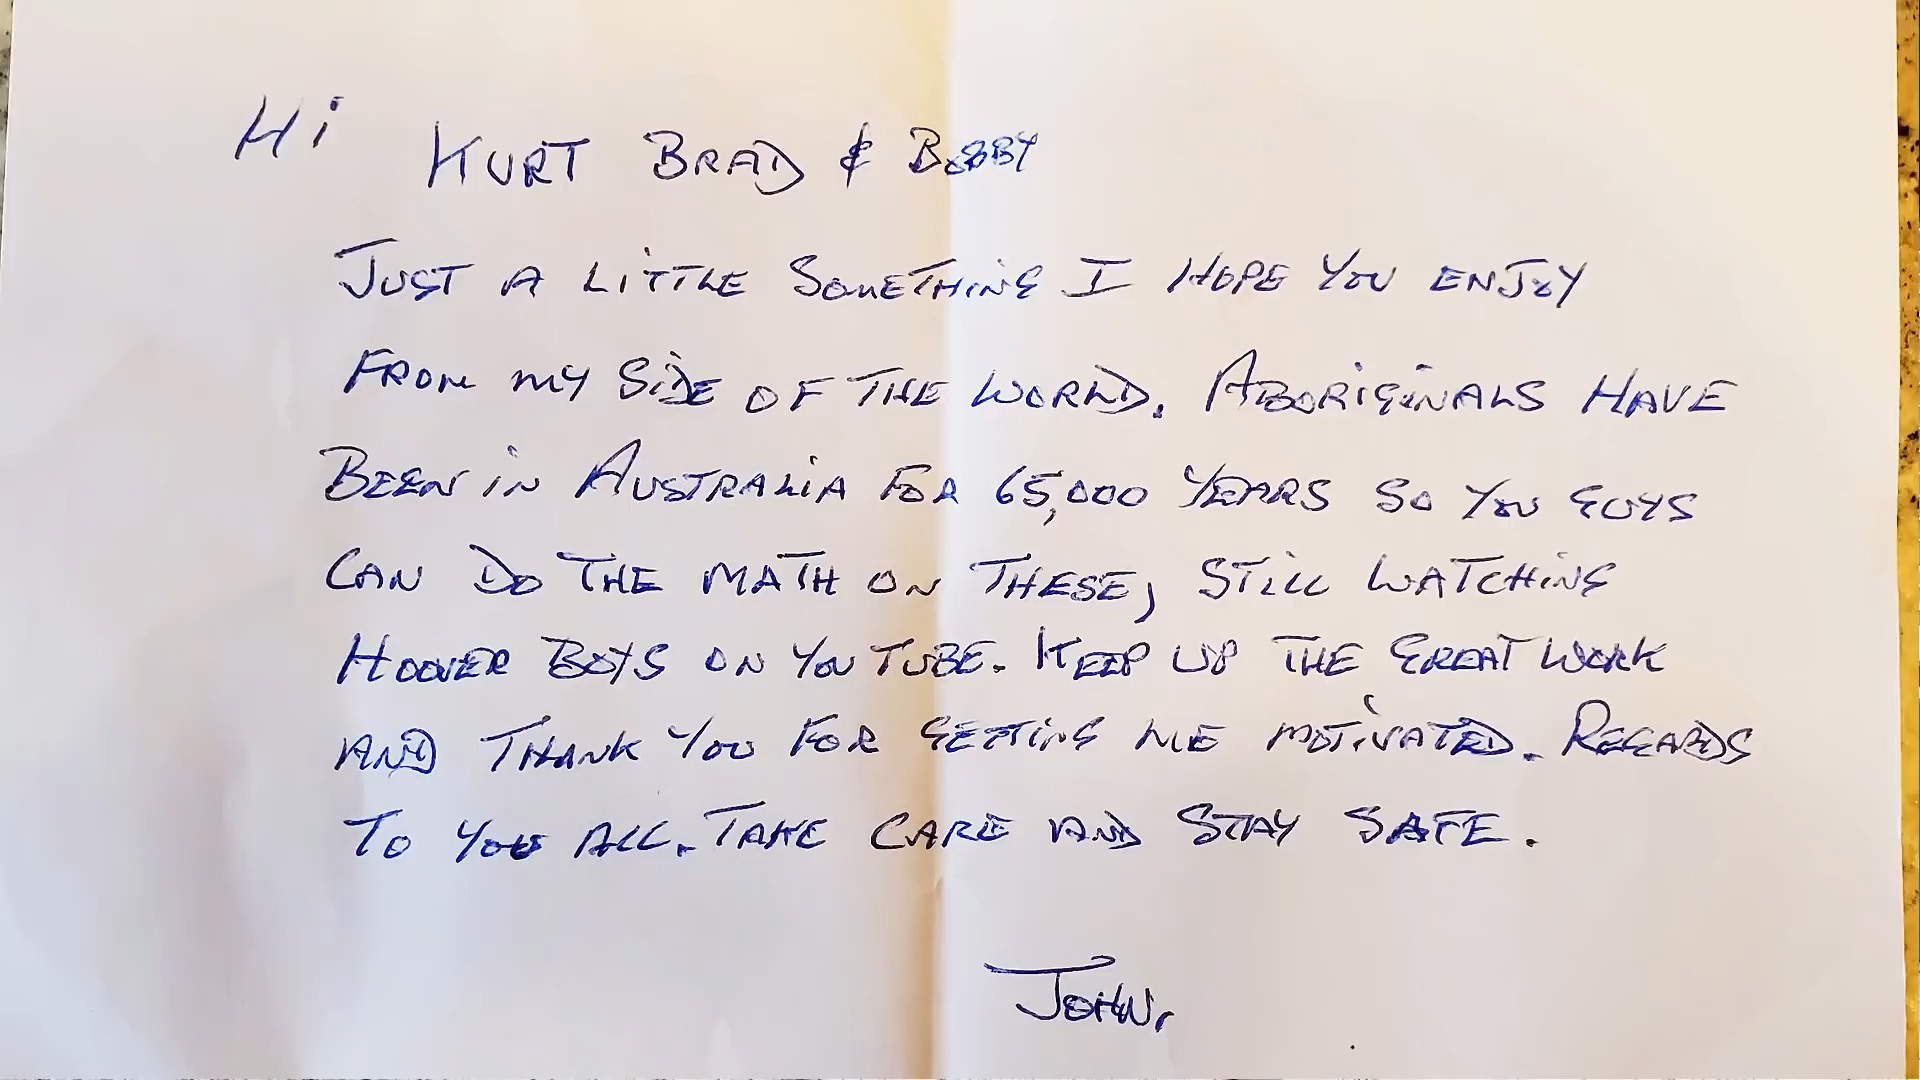 Hi KURT BRAD & BOBBY
JUST A LITTLE SOMETHING I HOPE YOU ENJOY
FROM MY SIDE OF THE WORLD. ABORIGINALS HAVE
BEEN IN AUSTRALIA FOR 65,000 YEARS SO YOU GUYS
CAN DO THE MATH ON THESE, STILL WATCHING
HOOVER BOYS ON YOUTUBE. KEEP UP THE GREAT WORK
AND THANK YOU FOR GETTING ME MOTIVATED. REGARDS
TO YOU ALL. TAKE CARE AND STAY SAFE.
JOHN.